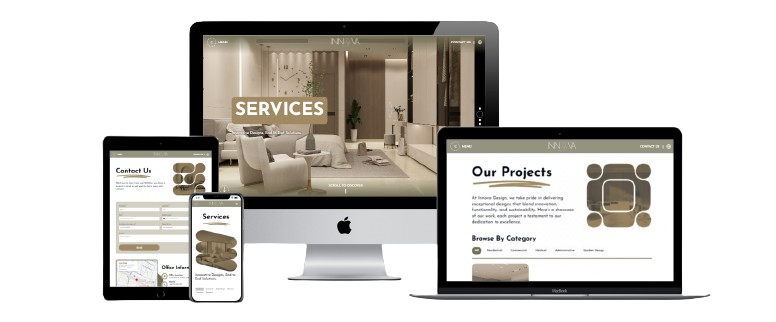 MENU
INNOVA
CONTACT US
SERVICES
Innovative Designs, End to End Solutions
SCROLL TO DISCOVER
Contact Us
Office Inform
Services
Innovative Designs, End to
End Solutions.
MENU
INNOVA
CONTACT US
Our Projects
At Innova Design, we take pride in delivering
exceptional designs that blend innovation,
functionality, and sustainability. Here's a showcase
of our work, each project a testament to our
dedication to excellence.
Browse By Category
All Residential Commercial Medical Administrative Garden Design
MacBook